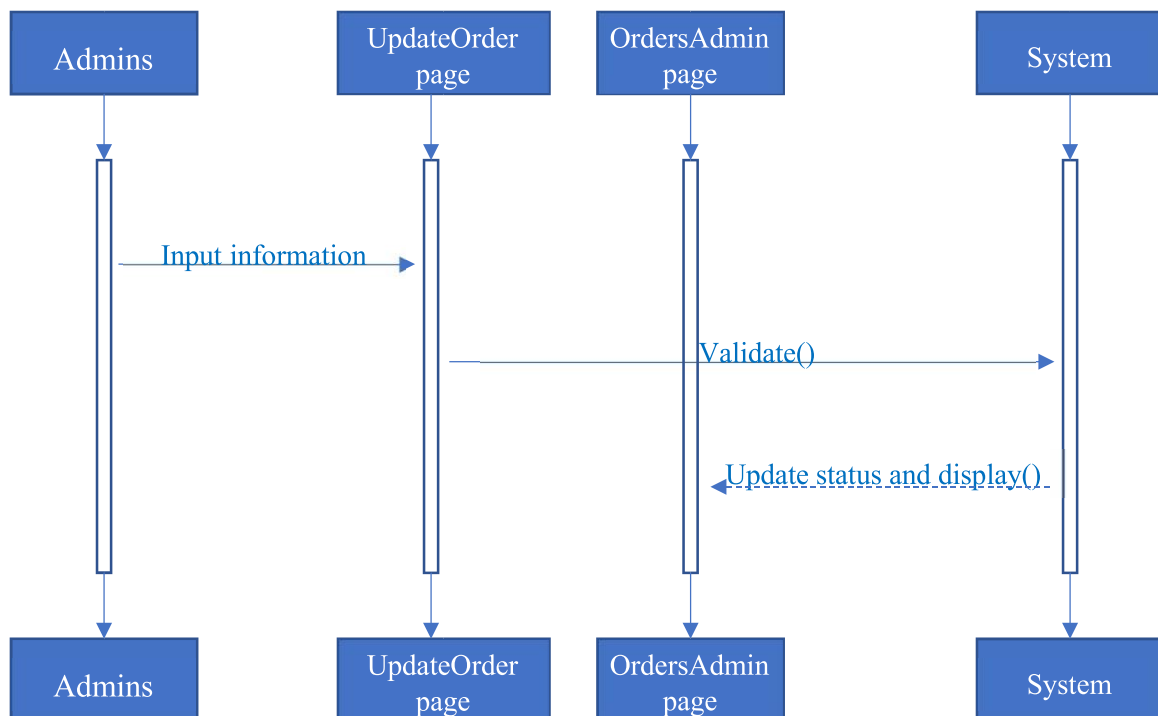 Admins
UpdateOrder
page
OrdersAdmin
page
System
Input information
Validate()
Update status and display()
Admins
UpdateOrder
page
OrdersAdmin
page
System